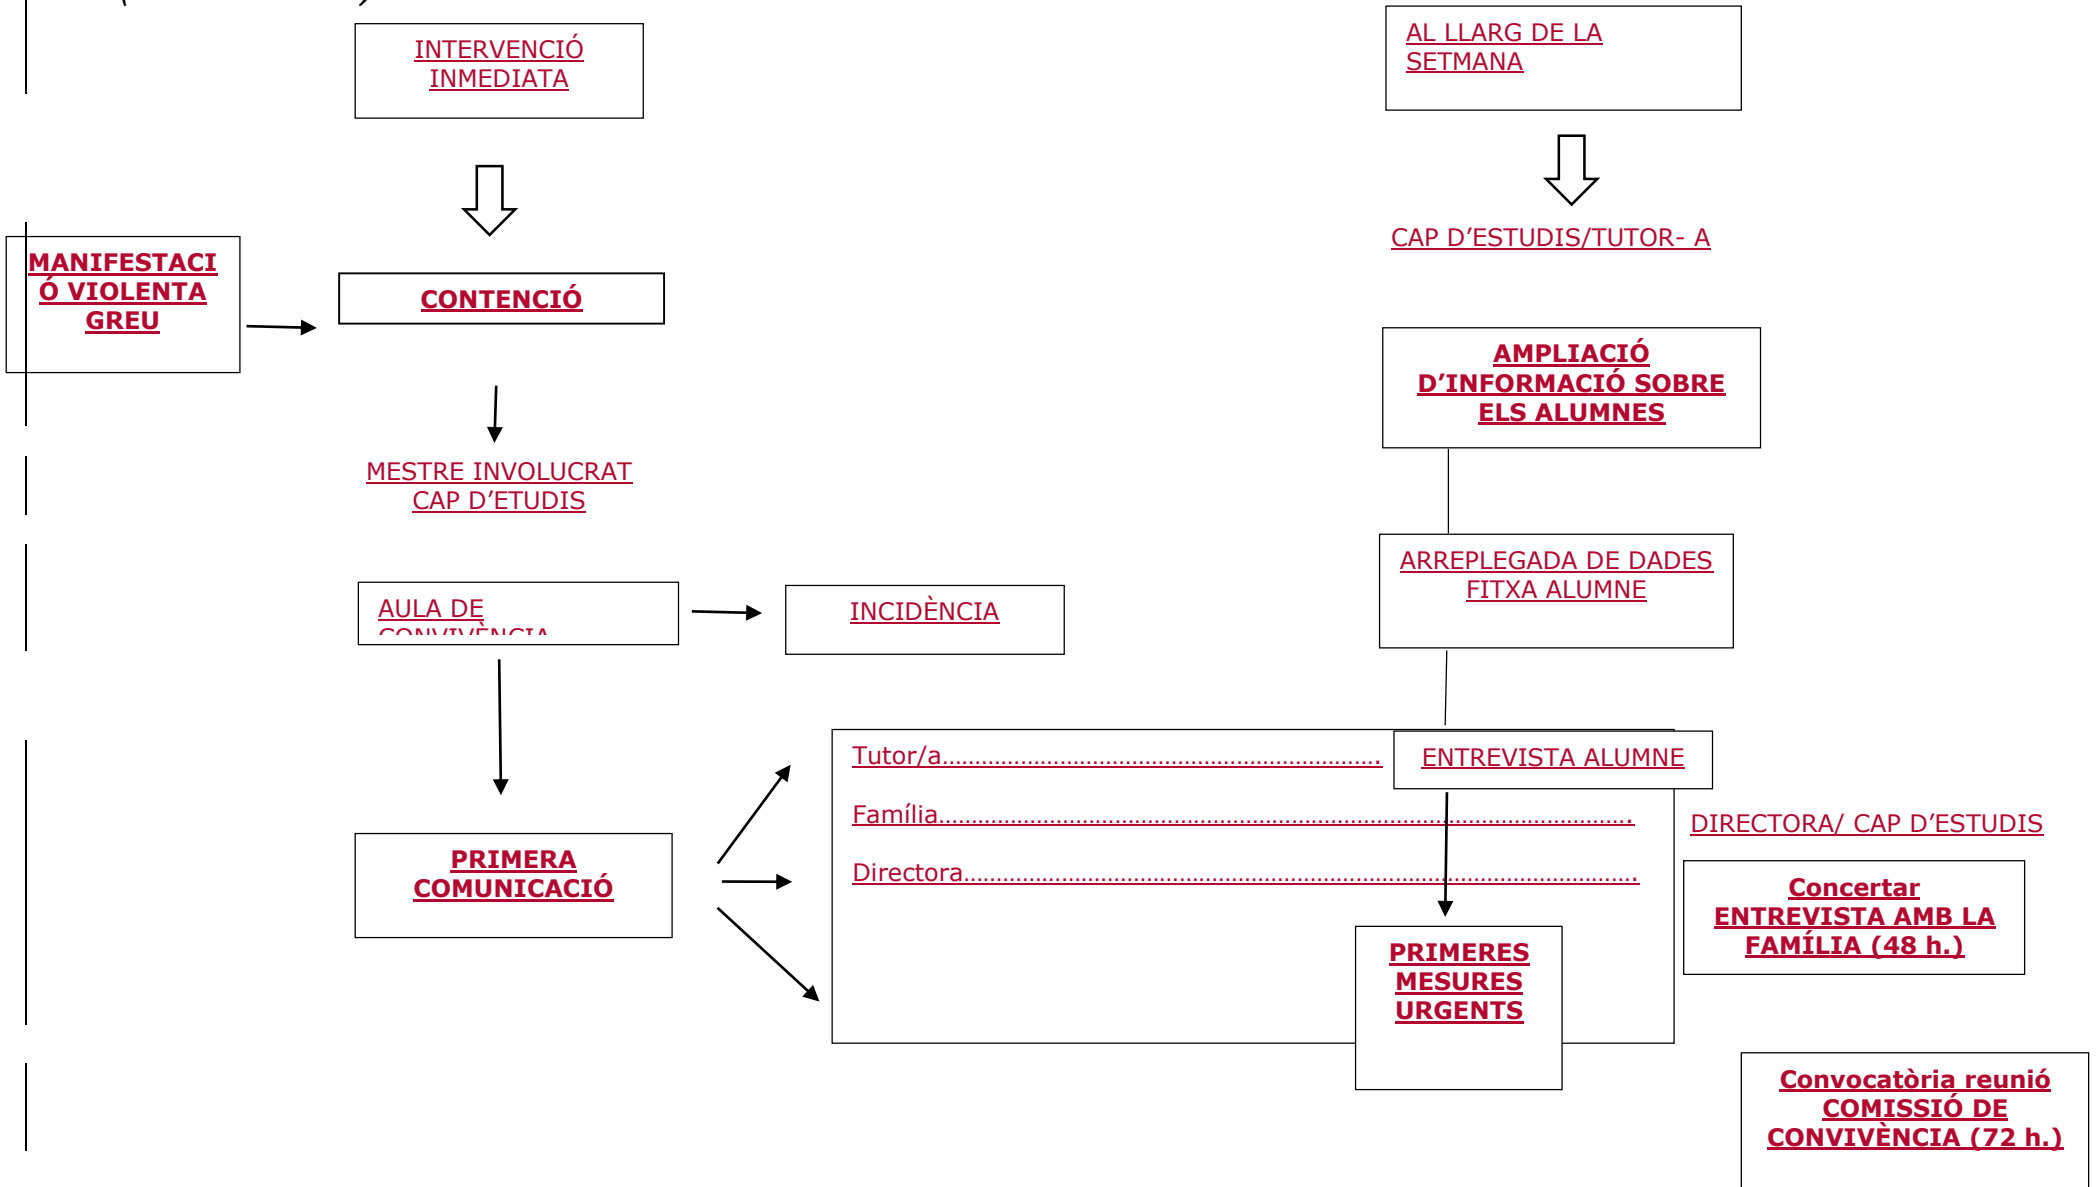 INTERVENCIÓ
INMEDIATA
AL LLARG DE LA
SETMANA
CAP D'ESTUDIS/TUTOR- A
MANIFESTACI
Ó VIOLENTA
GREU
CONTENCIÓ
AMPLIACIÓ
D'INFORMACIÓ SOBRE
ELS ALUMNES
MESTRE INVOLUCRAT
CAP D'ETUDIS
ARREPLEGADA DE DADES
FITXA ALUMNE
AULA DE
CONVIVÈNCIA
INCIDÈNCIA
Tutor/a...................................................................
ENTREVISTA ALUMNE
Família..........................................................................................................
DIRECTORA/ CAP D'ESTUDIS
Directora......................................................................................................
PRIMERA
COMUNICACIÓ
Concertar
ENTREVISTA AMB LA
FAMÍLIA (48 h.)
PRIMERES
MESURES
URGENTS
Convocatòria reunió
COMISSIÓ DE
CONVIVÈNCIA (72 h.)